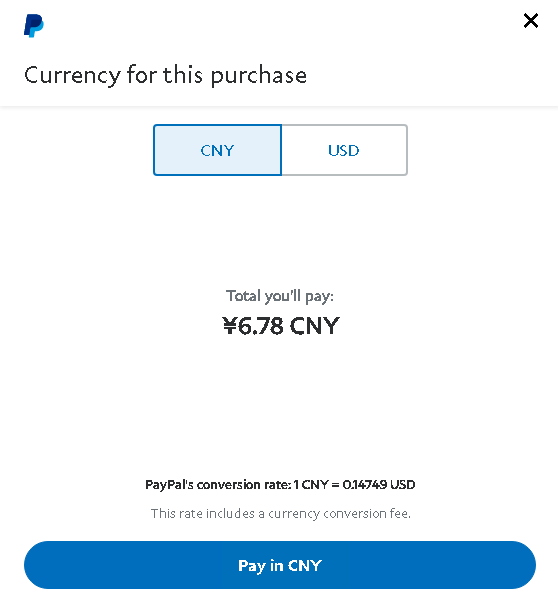 Currency for this purchase
CNY
USD
Total you'll pay:
¥6.78 CNY
PayPal's conversion rate: 1 CNY = 0.14749 USD
This rate includes a currency conversion fee.
Pay in CNY